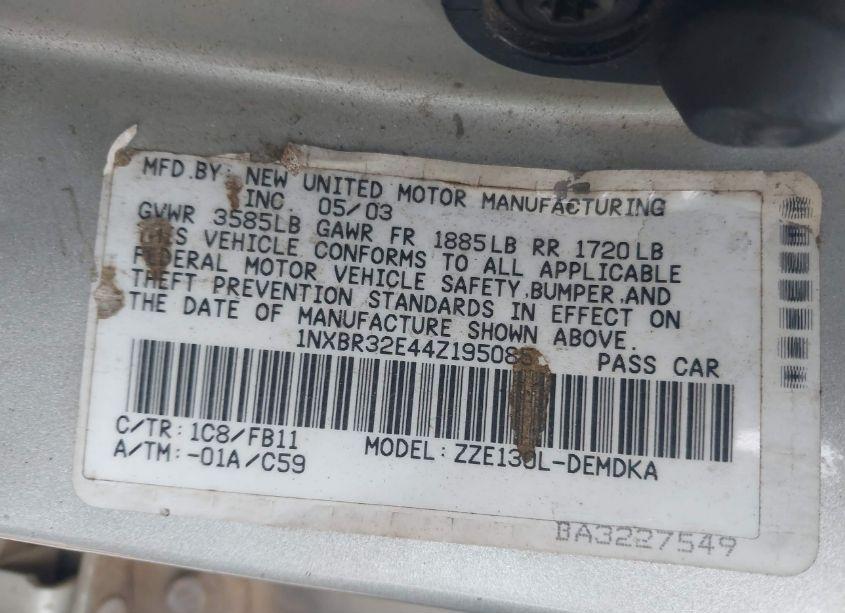 MFD.BY: NEW UNITED MOTOR MANUFACTURING
INC. 05/03
GVWR 3585LB GAWR FR 1885LB RR 1720LB
THIS VEHICLE CONFORMS TO ALL APPLICABLE
FEDERAL MOTOR VEHICLE SAFETY,BUMPER,AND
THEFT PREVENTION STANDARDS IN EFFECT ON
THE DATE OF MANUFACTURE SHOWN ABOVE.
1NXBR32E44Z195085 PASS CAR
C/TR:1C8/FB11 MODEL:ZZE130L-DEMDKA
A/TM:-01A/C59
BA3227549